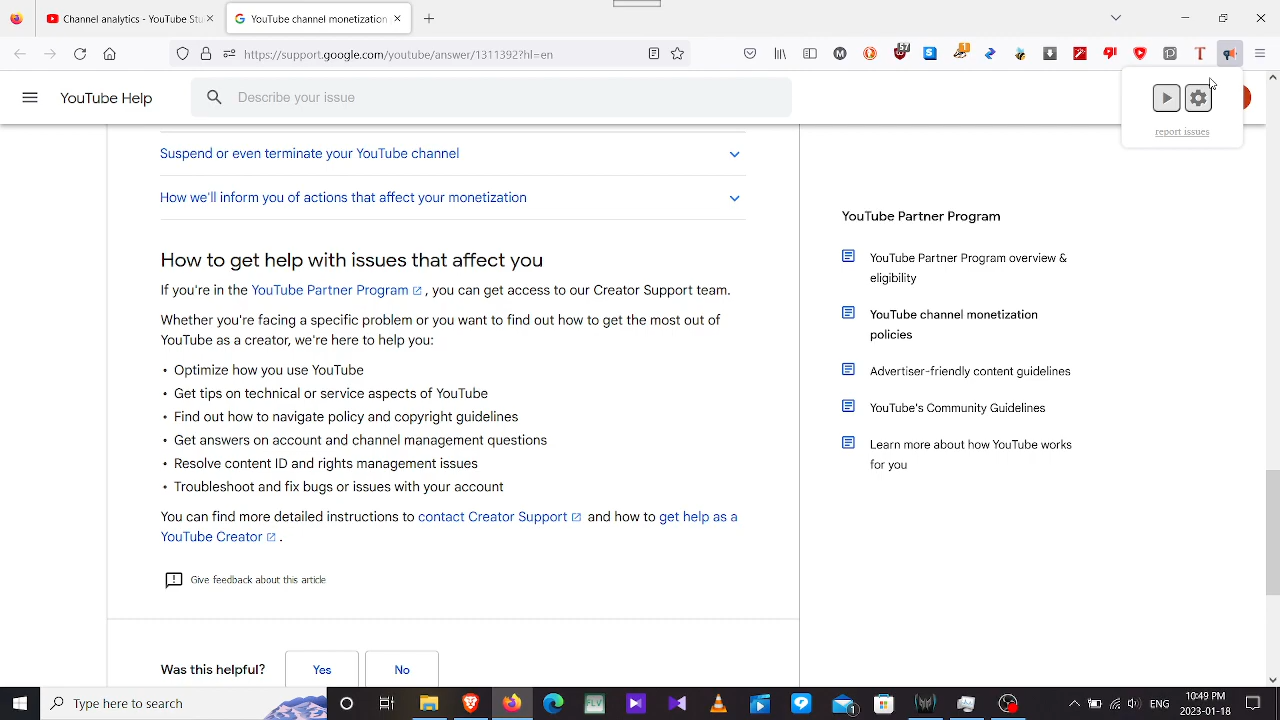 Channel analytics - YouTube Stu
YouTube channel monetization
https://support.google.com/youtube/answer/1311392?hl=en
57
1
YouTube Help
Describe your issue
report issues
Suspend or even terminate your YouTube channel
How we'll inform you of actions that affect your monetization
How to get help with issues that affect you
If you're in the YouTube Partner Program , you can get access to our Creator Support team.
Whether you're facing a specific problem or you want to find out how to get the most out of
YouTube as a creator, we're here to help you:
• Optimize how you use YouTube
• Get tips on technical or service aspects of YouTube
• Find out how to navigate policy and copyright guidelines
• Get answers on account and channel management questions
• Resolve content ID and rights management issues
• Troubleshoot and fix bugs or issues with your account
You can find more detailed instructions to contact Creator Support and how to get help as a
YouTube Creator .
Give feedback about this article
Was this helpful?
Yes
No
YouTube Partner Program
YouTube Partner Program overview &
eligibility
YouTube channel monetization
policies
Advertiser-friendly content guidelines
YouTube's Community Guidelines
Learn more about how YouTube works
for you
Type here to search
FLV
1
ENG
10:49 PM
2023-01-18